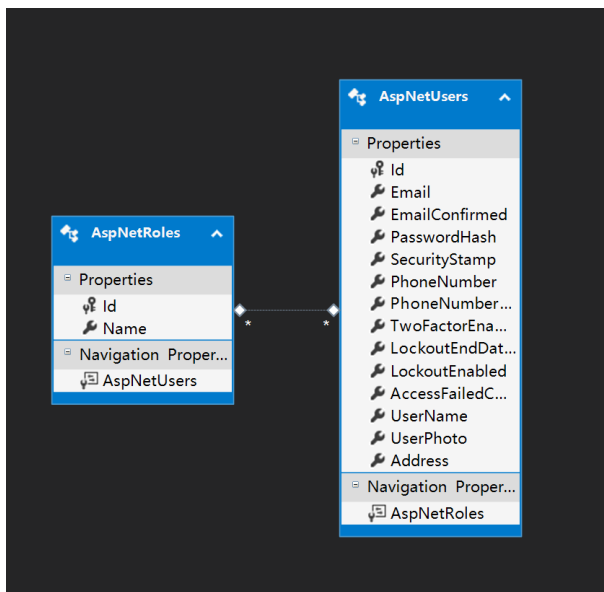 AspNetRoles
Properties
Id
Name
Navigation Proper...
AspNetUsers
*
*
AspNetUsers
Properties
Id
Email
EmailConfirmed
PasswordHash
SecurityStamp
PhoneNumber
PhoneNumber...
TwoFactorEna...
LockoutEndDat...
LockoutEnabled
AccessFailedC...
UserName
UserPhoto
Address
Navigation Proper...
AspNetRoles